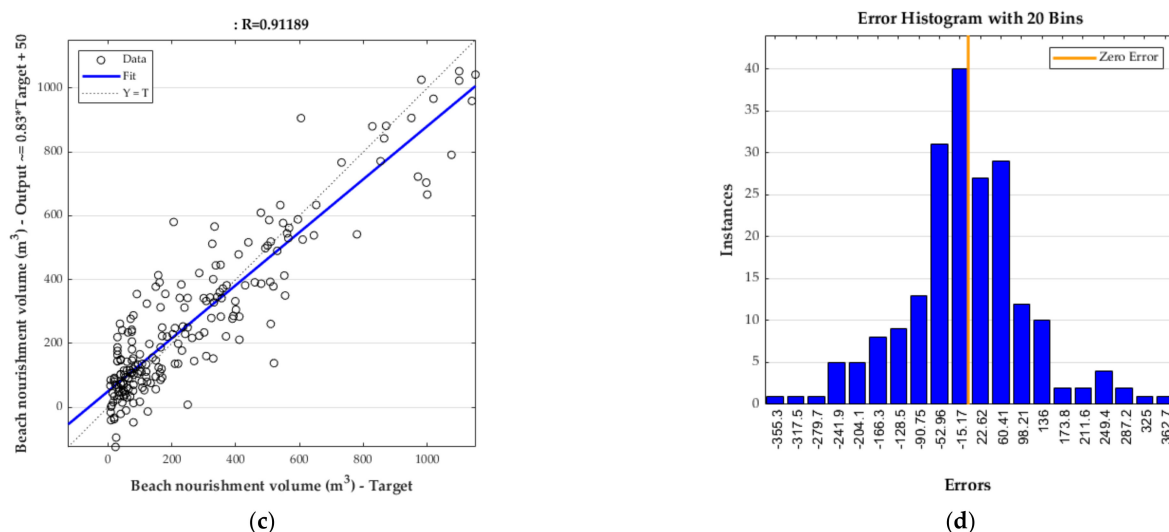 : R=0.91189
Data
Fit
Y = T
Beach nourishment volume (m³) - Output ~= 0.83*Target + 50
1000
800
600
400
200
0
0 200 400 600 800 1000
Beach nourishment volume (m³) - Target
(c)
Error Histogram with 20 Bins
Zero Error
Instances
40
35
30
25
20
15
10
5
0
-355.3
-317.5
-279.7
-241.9
-204.1
-166.3
-128.5
-90.75
-52.96
-15.17
22.62
60.41
98.21
136
173.8
211.6
249.4
287.2
325
362.7
Errors
(d)